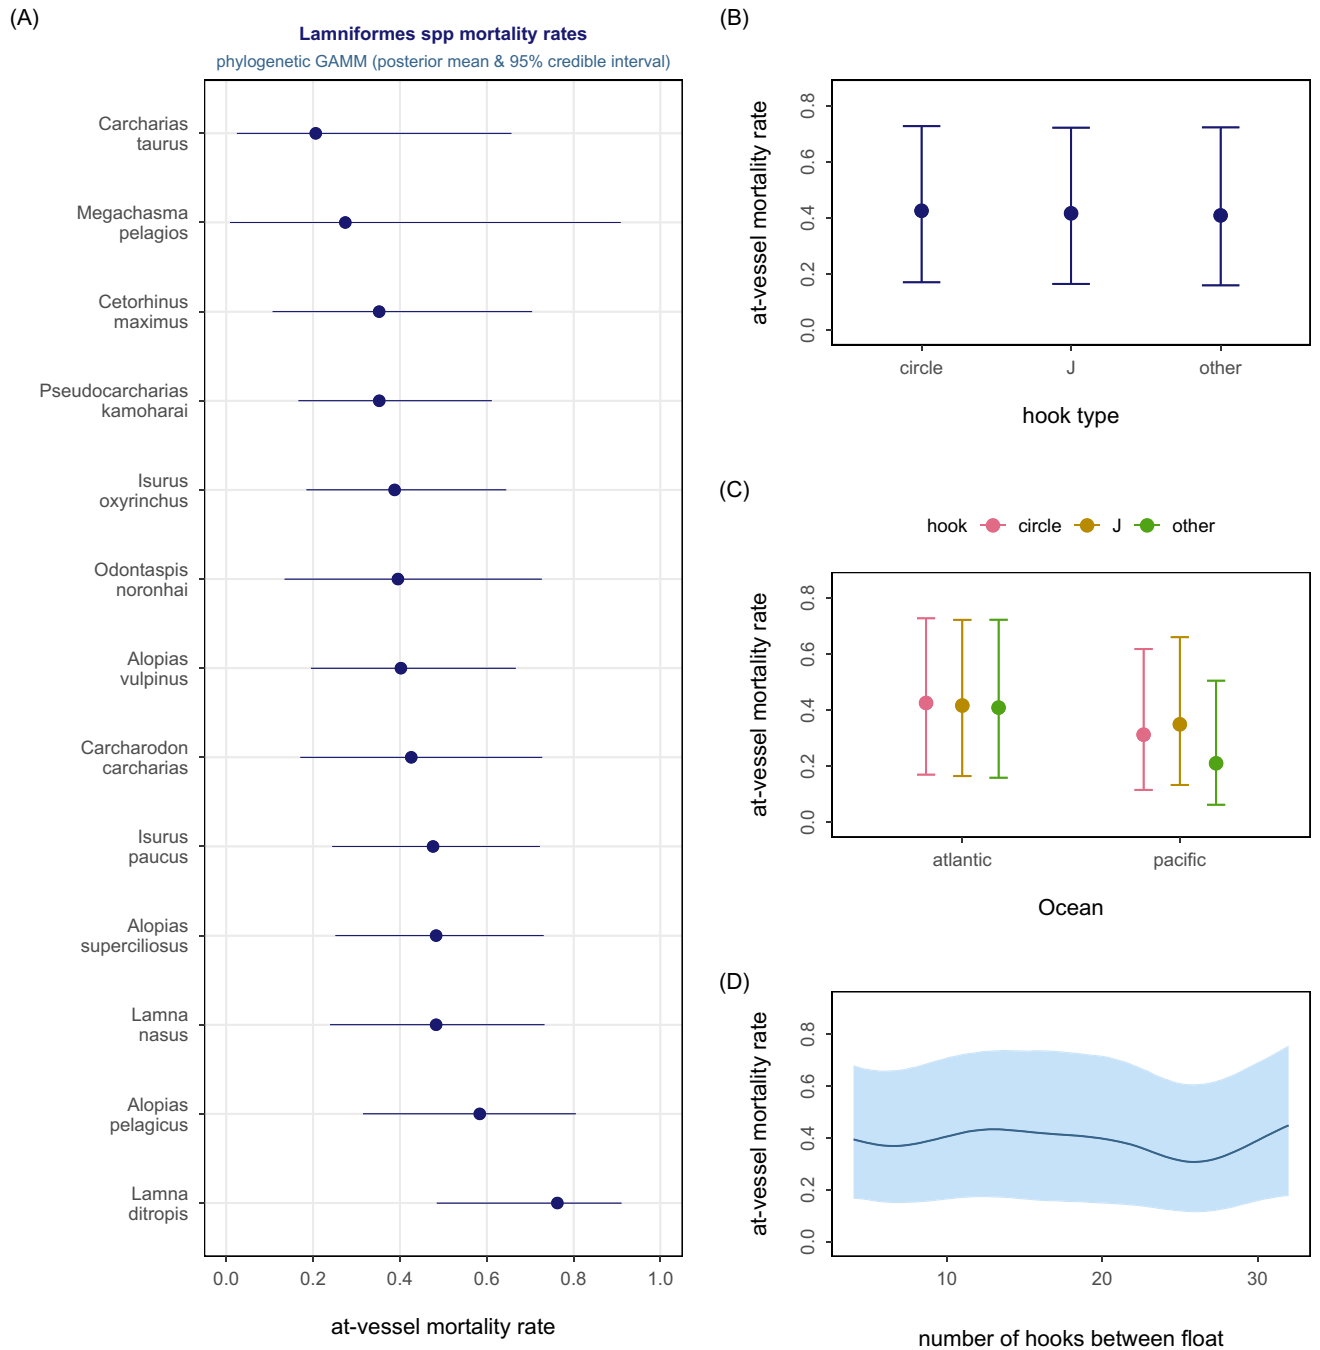 (A)
Lamniformes spp mortality rates
phylogenetic GAMM (posterior mean & 95% credible interval)
Carcharias
taurus
Megachasma
pelagios
Cetorhinus
maximus
Pseudocarcharias
kamoharai
Isurus
oxyrinchus
Odontaspis
noronhai
Alopias
vulpinus
Carcharodon
carcharias
Isurus
paucus
Alopias
superciliosus
Lamna
nasus
Alopias
pelagicus
Lamna
ditropis
0.0 0.2 0.4 0.6 0.8 1.0
at-vessel mortality rate
(B)
at-vessel mortality rate
0.8
0.6
0.4
0.2
0.0
circle J other
hook type
(C)
hook circle J other
at-vessel mortality rate
0.8
0.6
0.4
0.2
0.0
atlantic pacific
Ocean
(D)
at-vessel mortality rate
0.8
0.6
0.4
0.2
0.0
10 20 30
number of hooks between float